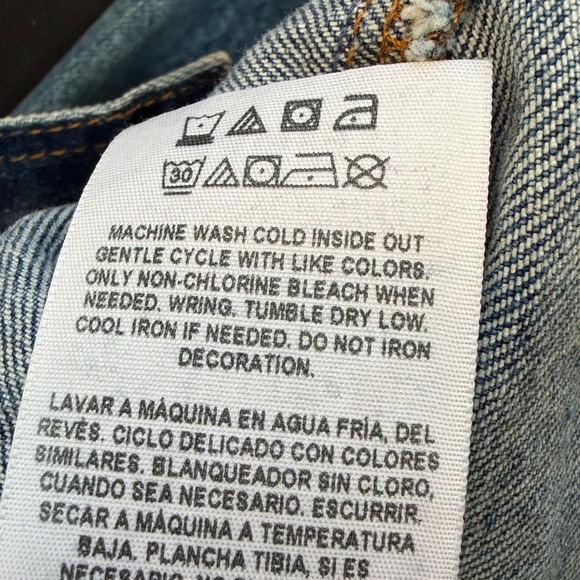 30
MACHINE WASH COLD INSIDE OUT
GENTLE CYCLE WITH LIKE COLORS.
ONLY NON-CHLORINE BLEACH WHEN
NEEDED. WRING. TUMBLE DRY LOW.
COOL IRON IF NEEDED. DO NOT IRON
DECORATION.
LAVAR A MÁQUINA EN AGUA FRÍA, DEL
REVÉS. CICLO DELICADO CON COLORES
SIMILARES. BLANQUEADOR SIN CLORO,
CUANDO SEA NECESARIO. ESCURRIR.
SECAR A MÁQUINA A TEMPERATURA
BAJA. PLANCHA TIBIA, SI ES
NECESARIO. NO